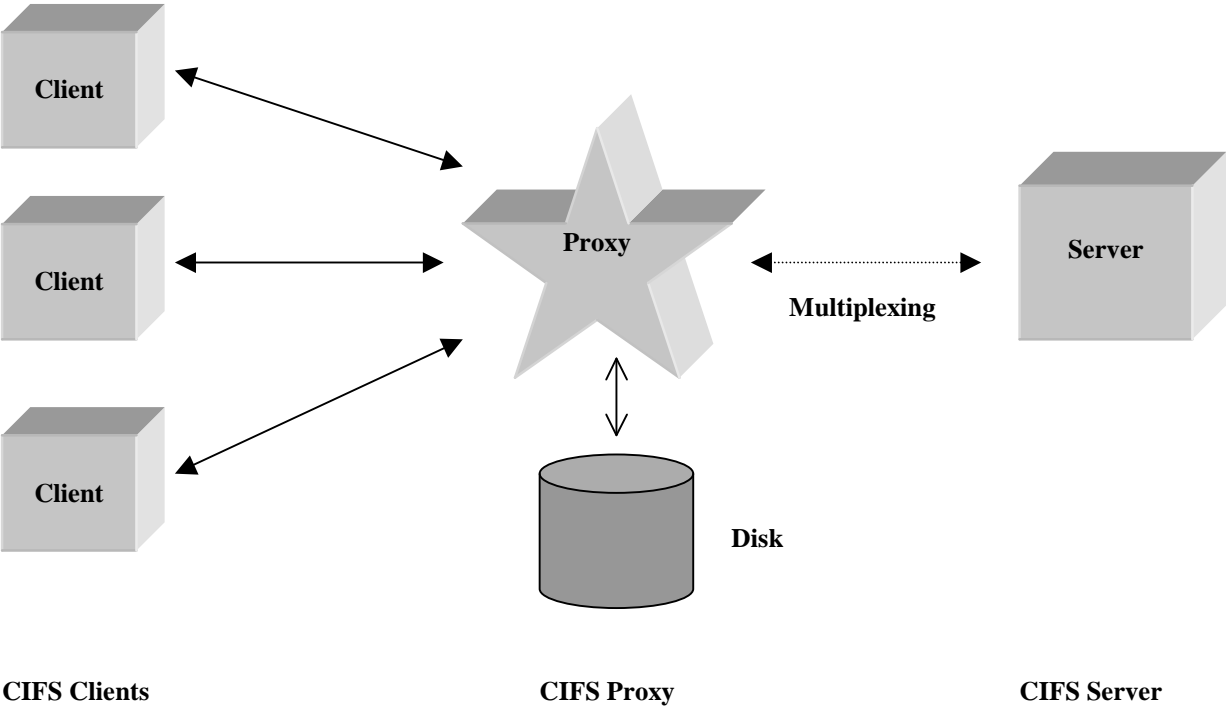 Client
Client
Client
Proxy
Multiplexing
Server
Disk
CIFS Clients
CIFS Proxy
CIFS Server